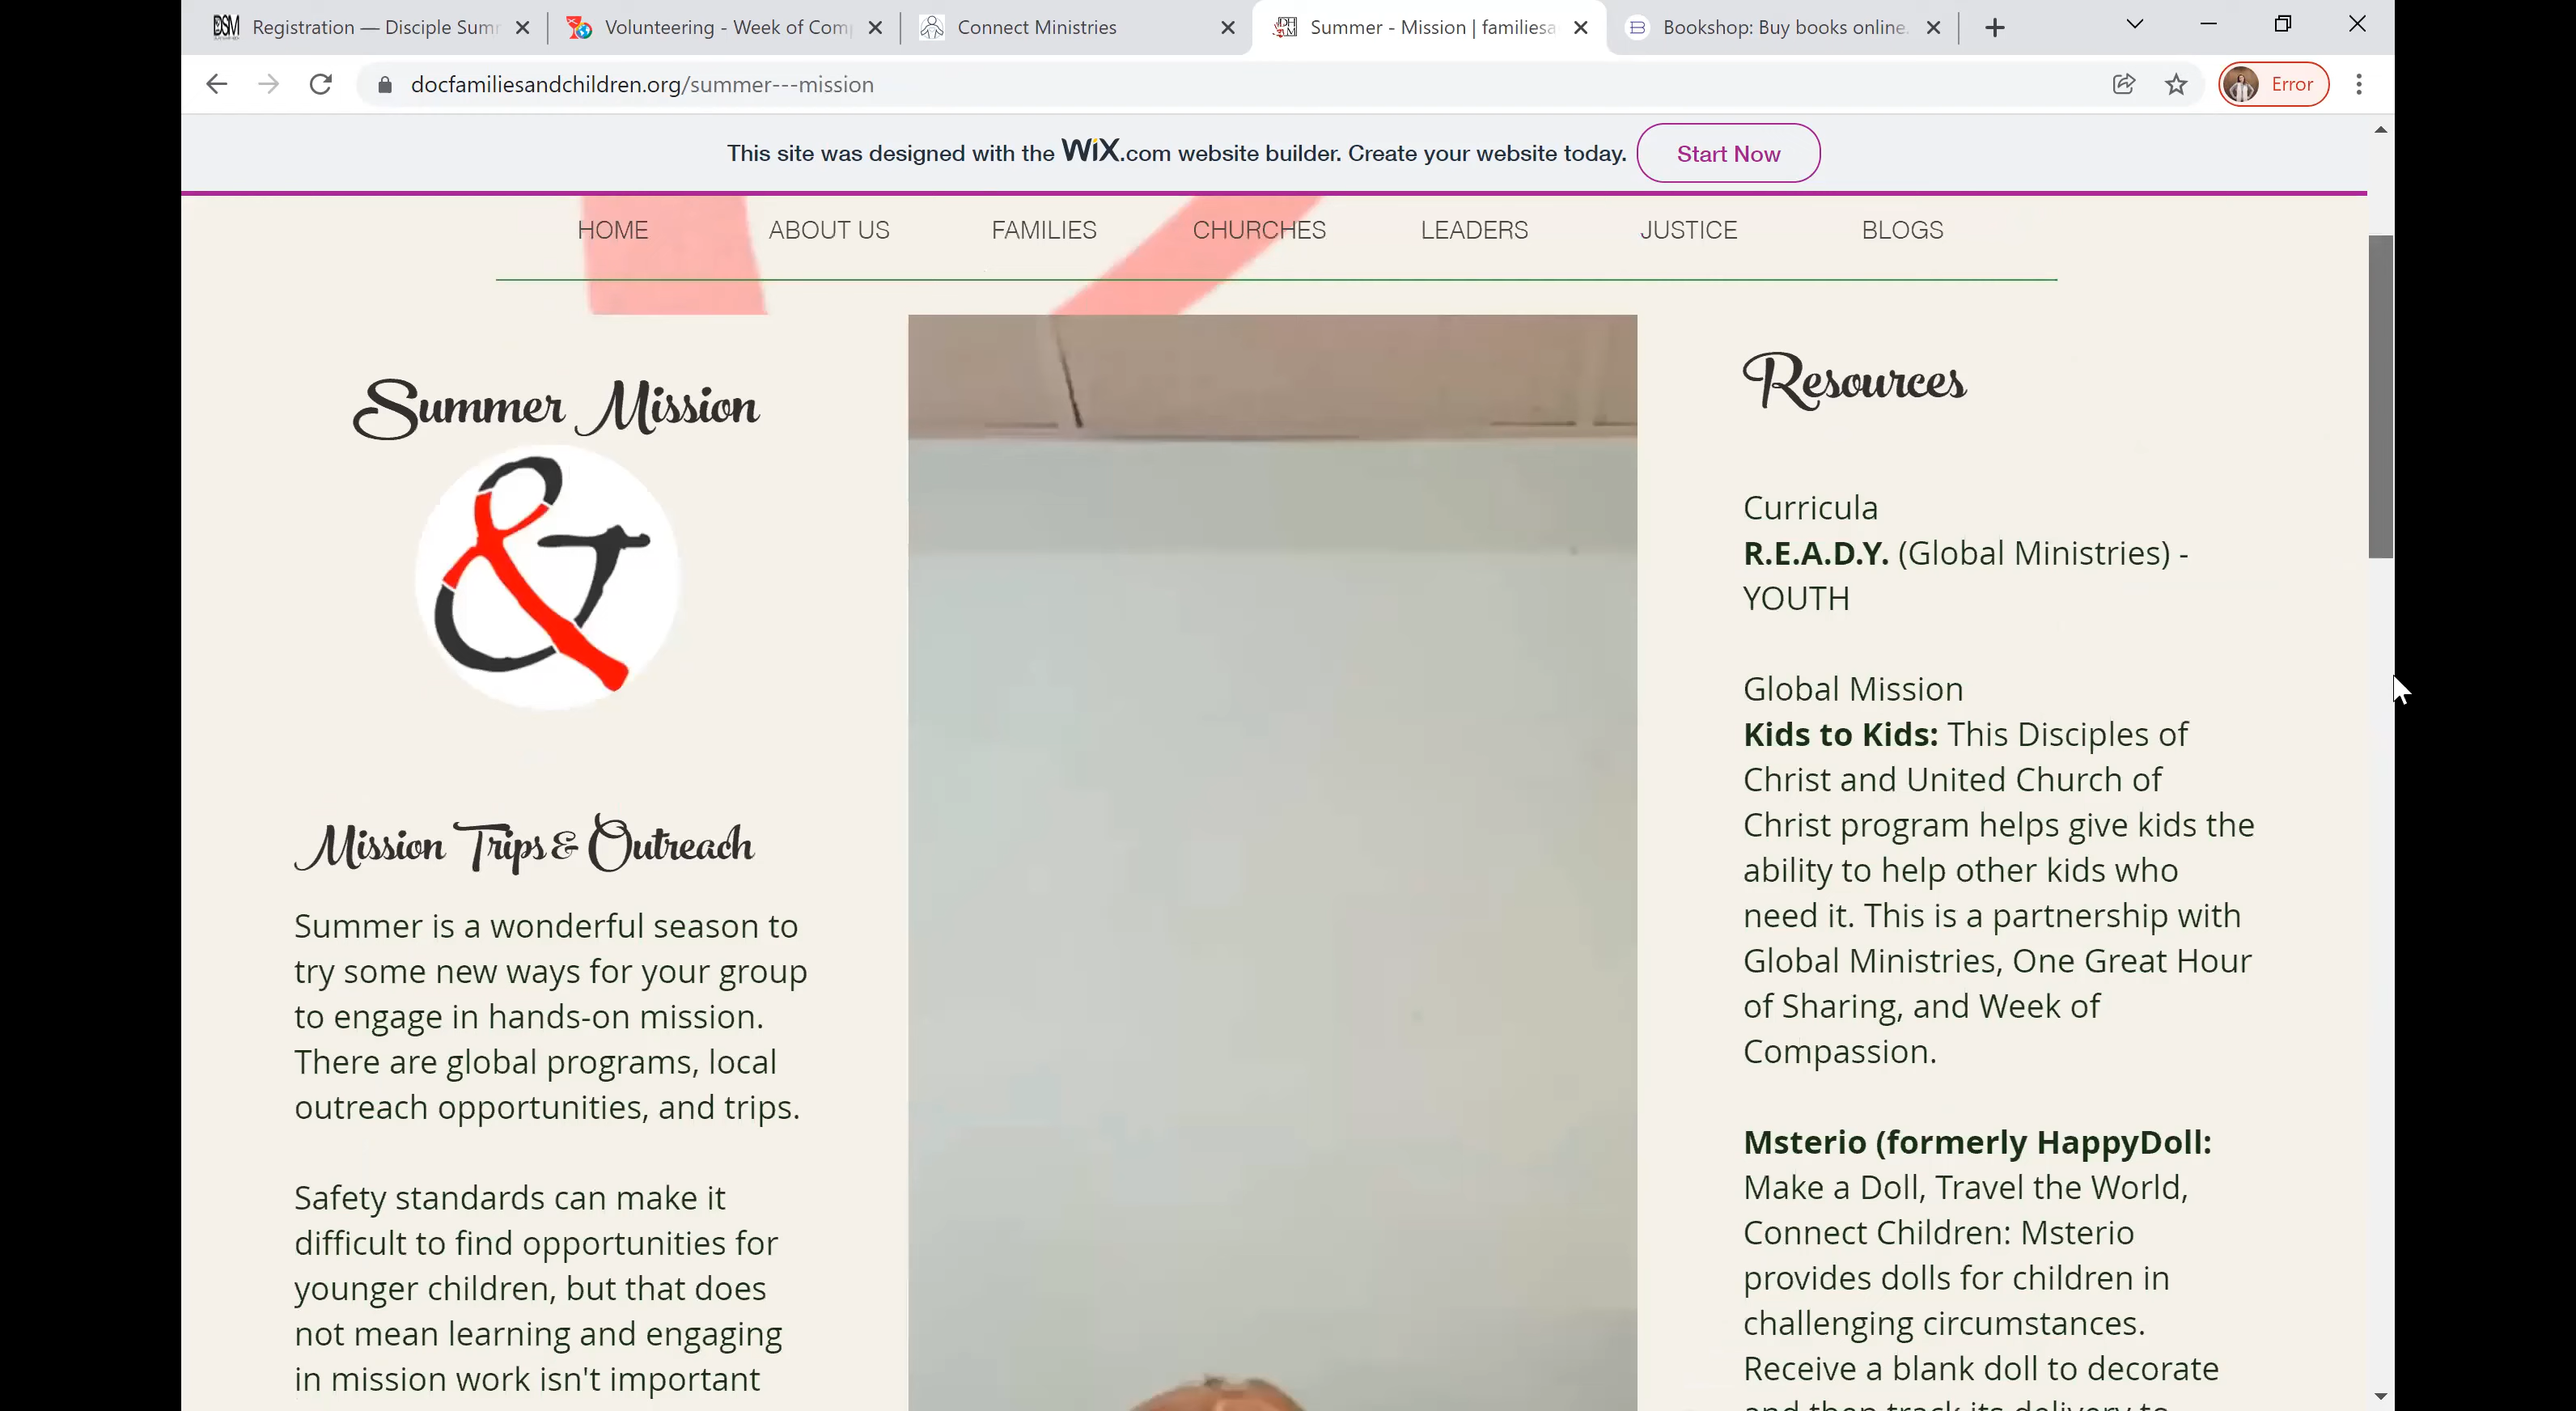 Registration — Disciple Sum
Volunteering - Week of Com
Connect Ministries
Summer - Mission | families
Bookshop: Buy books online.
docfamiliesandchildren.org/summer---mission
Error
This site was designed with the WiX.com website builder. Create your website today.
Start Now
HOME
ABOUT US
FAMILIES
CHURCHES
LEADERS
JUSTICE
BLOGS
Summer Mission
&
Mission Trips & Outreach
Summer is a wonderful season to
try some new ways for your group
to engage in hands-on mission.
There are global programs, local
outreach opportunities, and trips.
Safety standards can make it
difficult to find opportunities for
younger children, but that does
not mean learning and engaging
in mission work isn't important
Resources
Curricula
R.E.A.D.Y. (Global Ministries) -
YOUTH
Global Mission
Kids to Kids: This Disciples of
Christ and United Church of
Christ program helps give kids the
ability to help other kids who
need it. This is a partnership with
Global Ministries, One Great Hour
of Sharing, and Week of
Compassion.
Msterio (formerly HappyDoll:
Make a Doll, Travel the World,
Connect Children: Msterio
provides dolls for children in
challenging circumstances.
Receive a blank doll to decorate
and then track its delivery to